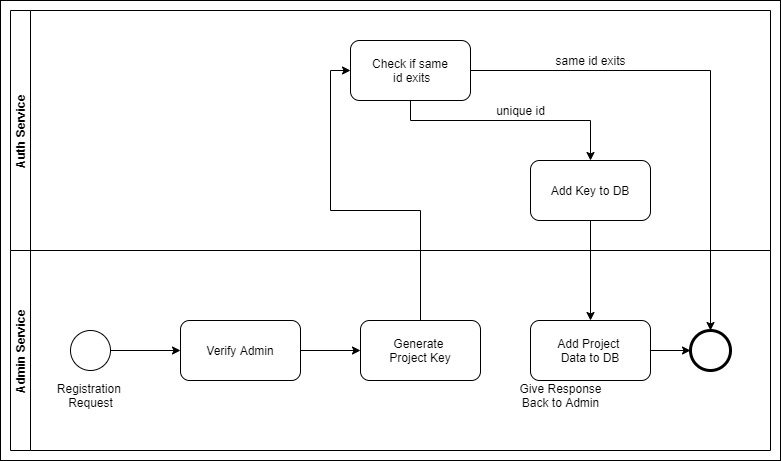 Auth Service
Check if same
id exits
same id exits
unique id
Add Key to DB
Admin Service
Registration
Request
Verify Admin
Generate
Project Key
Add Project
Data to DB
Give Response
Back to Admin